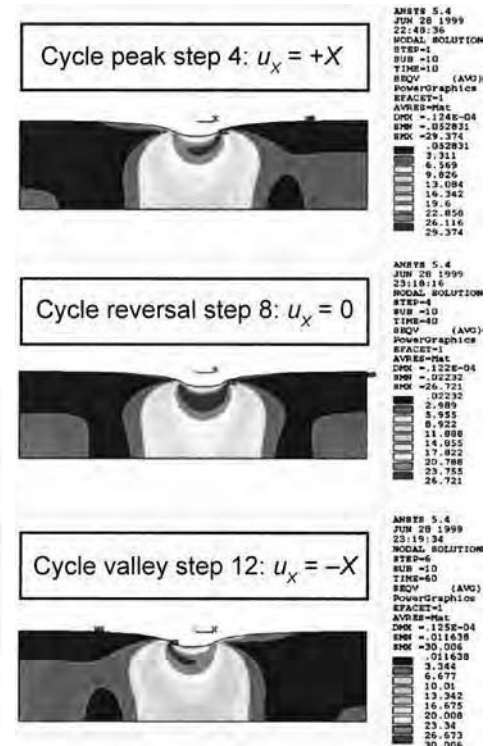 ANSYS 5.4
JUN 28 1999
22:48:36
NODAL SOLUTION
STEP=1
SUB =10
TIME=10
SEQV (AVG)
PowerGraphics
EFACET=1
AVRES=Mat
DMX =.124E-04
SMN =.052831
SMX =29.374
.052831
3.311
6.569
9.826
13.084
16.342
19.6
22.858
26.116
29.374
Cycle peak step 4: uₓ = +X
ANSYS 5.4
JUN 28 1999
23:18:16
NODAL SOLUTION
STEP=4
SUB =10
TIME=40
SEQV (AVG)
PowerGraphics
EFACET=1
AVRES=Mat
DMX =.122E-04
SMN =.02232
SMX =26.721
.02232
2.989
5.955
8.922
11.888
14.855
17.822
20.788
23.755
26.721
Cycle reversal step 8: uₓ = 0
ANSYS 5.4
JUN 28 1999
23:19:34
NODAL SOLUTION
STEP=6
SUB =10
TIME=60
SEQV (AVG)
PowerGraphics
EFACET=1
AVRES=Mat
DMX =.125E-04
SMN =.011638
SMX =30.006
.011638
3.344
6.677
10.01
13.342
16.675
20.008
23.34
26.673
30.006
Cycle valley step 12: uₓ = –X